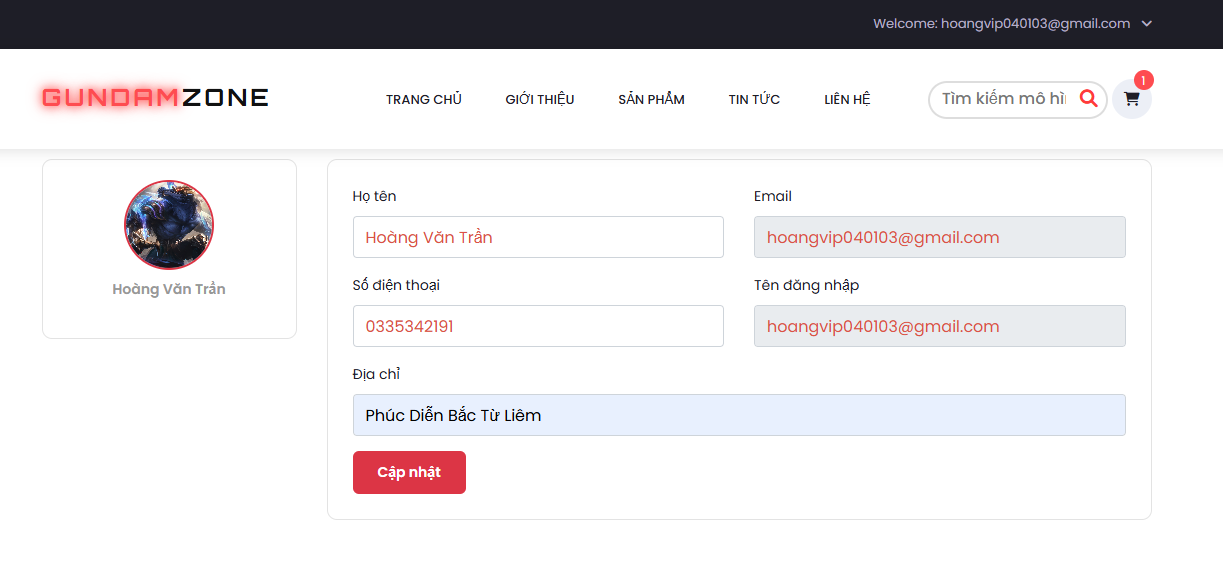 Welcome: hoangvip040103@gmail.com
GUNDAMZONE
TRANG CHỦ GIỚI THIỆU SẢN PHẨM TIN TỨC LIÊN HỆ
Tìm kiếm mô hì
1
Hoàng Văn Trần
Họ tên
Hoàng Văn Trần
Email
hoangvip040103@gmail.com
Số điện thoại
0335342191
Tên đăng nhập
hoangvip040103@gmail.com
Địa chỉ
Phúc Diễn Bắc Từ Liêm
Cập nhật